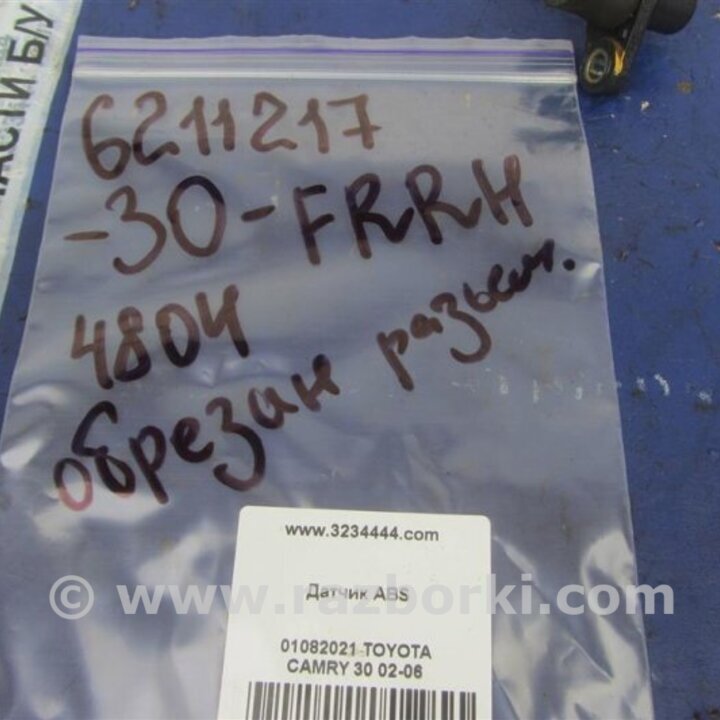 АСТИ Б/У
6211217
-30-FRRH
4804
обрезан разъем.
www.3234444.com
Датчик ABS
© www.razborki.com
01082021 TOYOTA
CAMRY 30 02-06